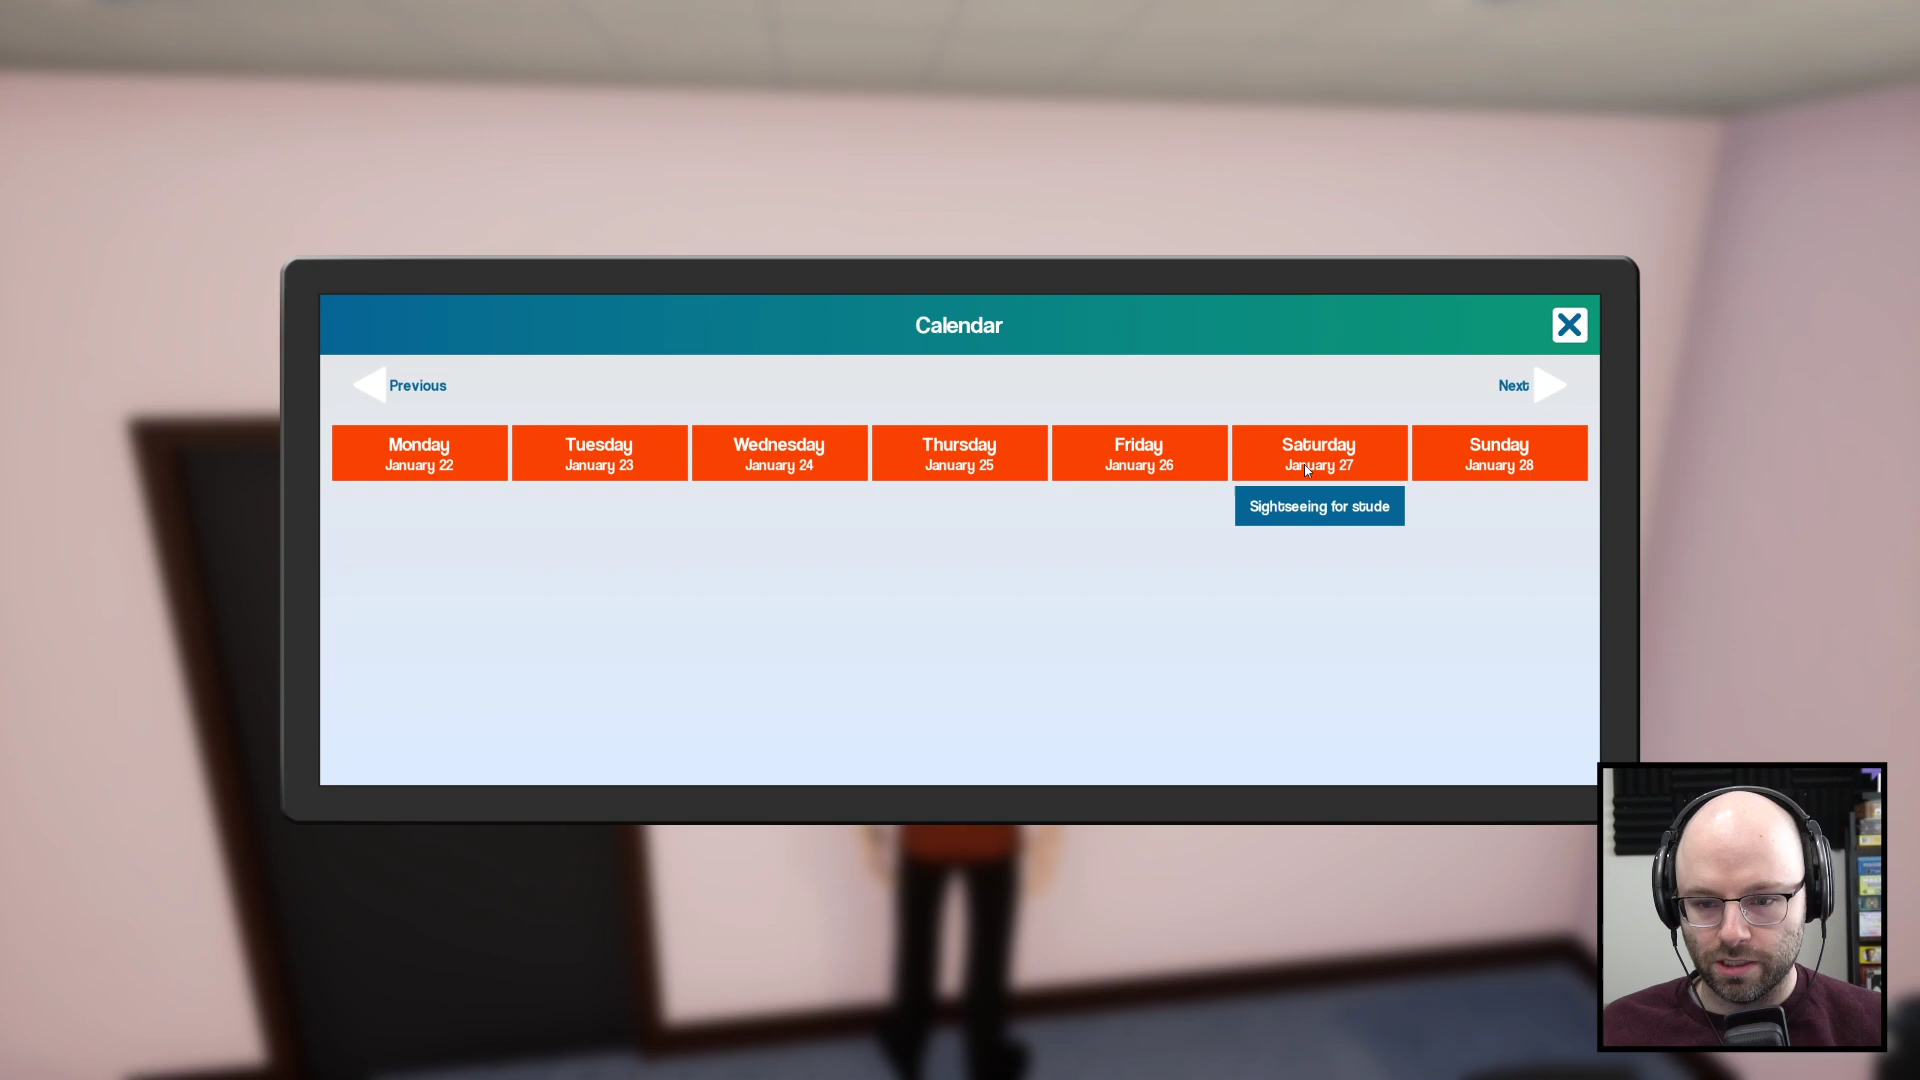 Calendar
Previous
Next
Monday
January 22
Tuesday
January 23
Wednesday
January 24
Thursday
January 25
Friday
January 26
Saturday
January 27
Sunday
January 28
Sightseeing for stude